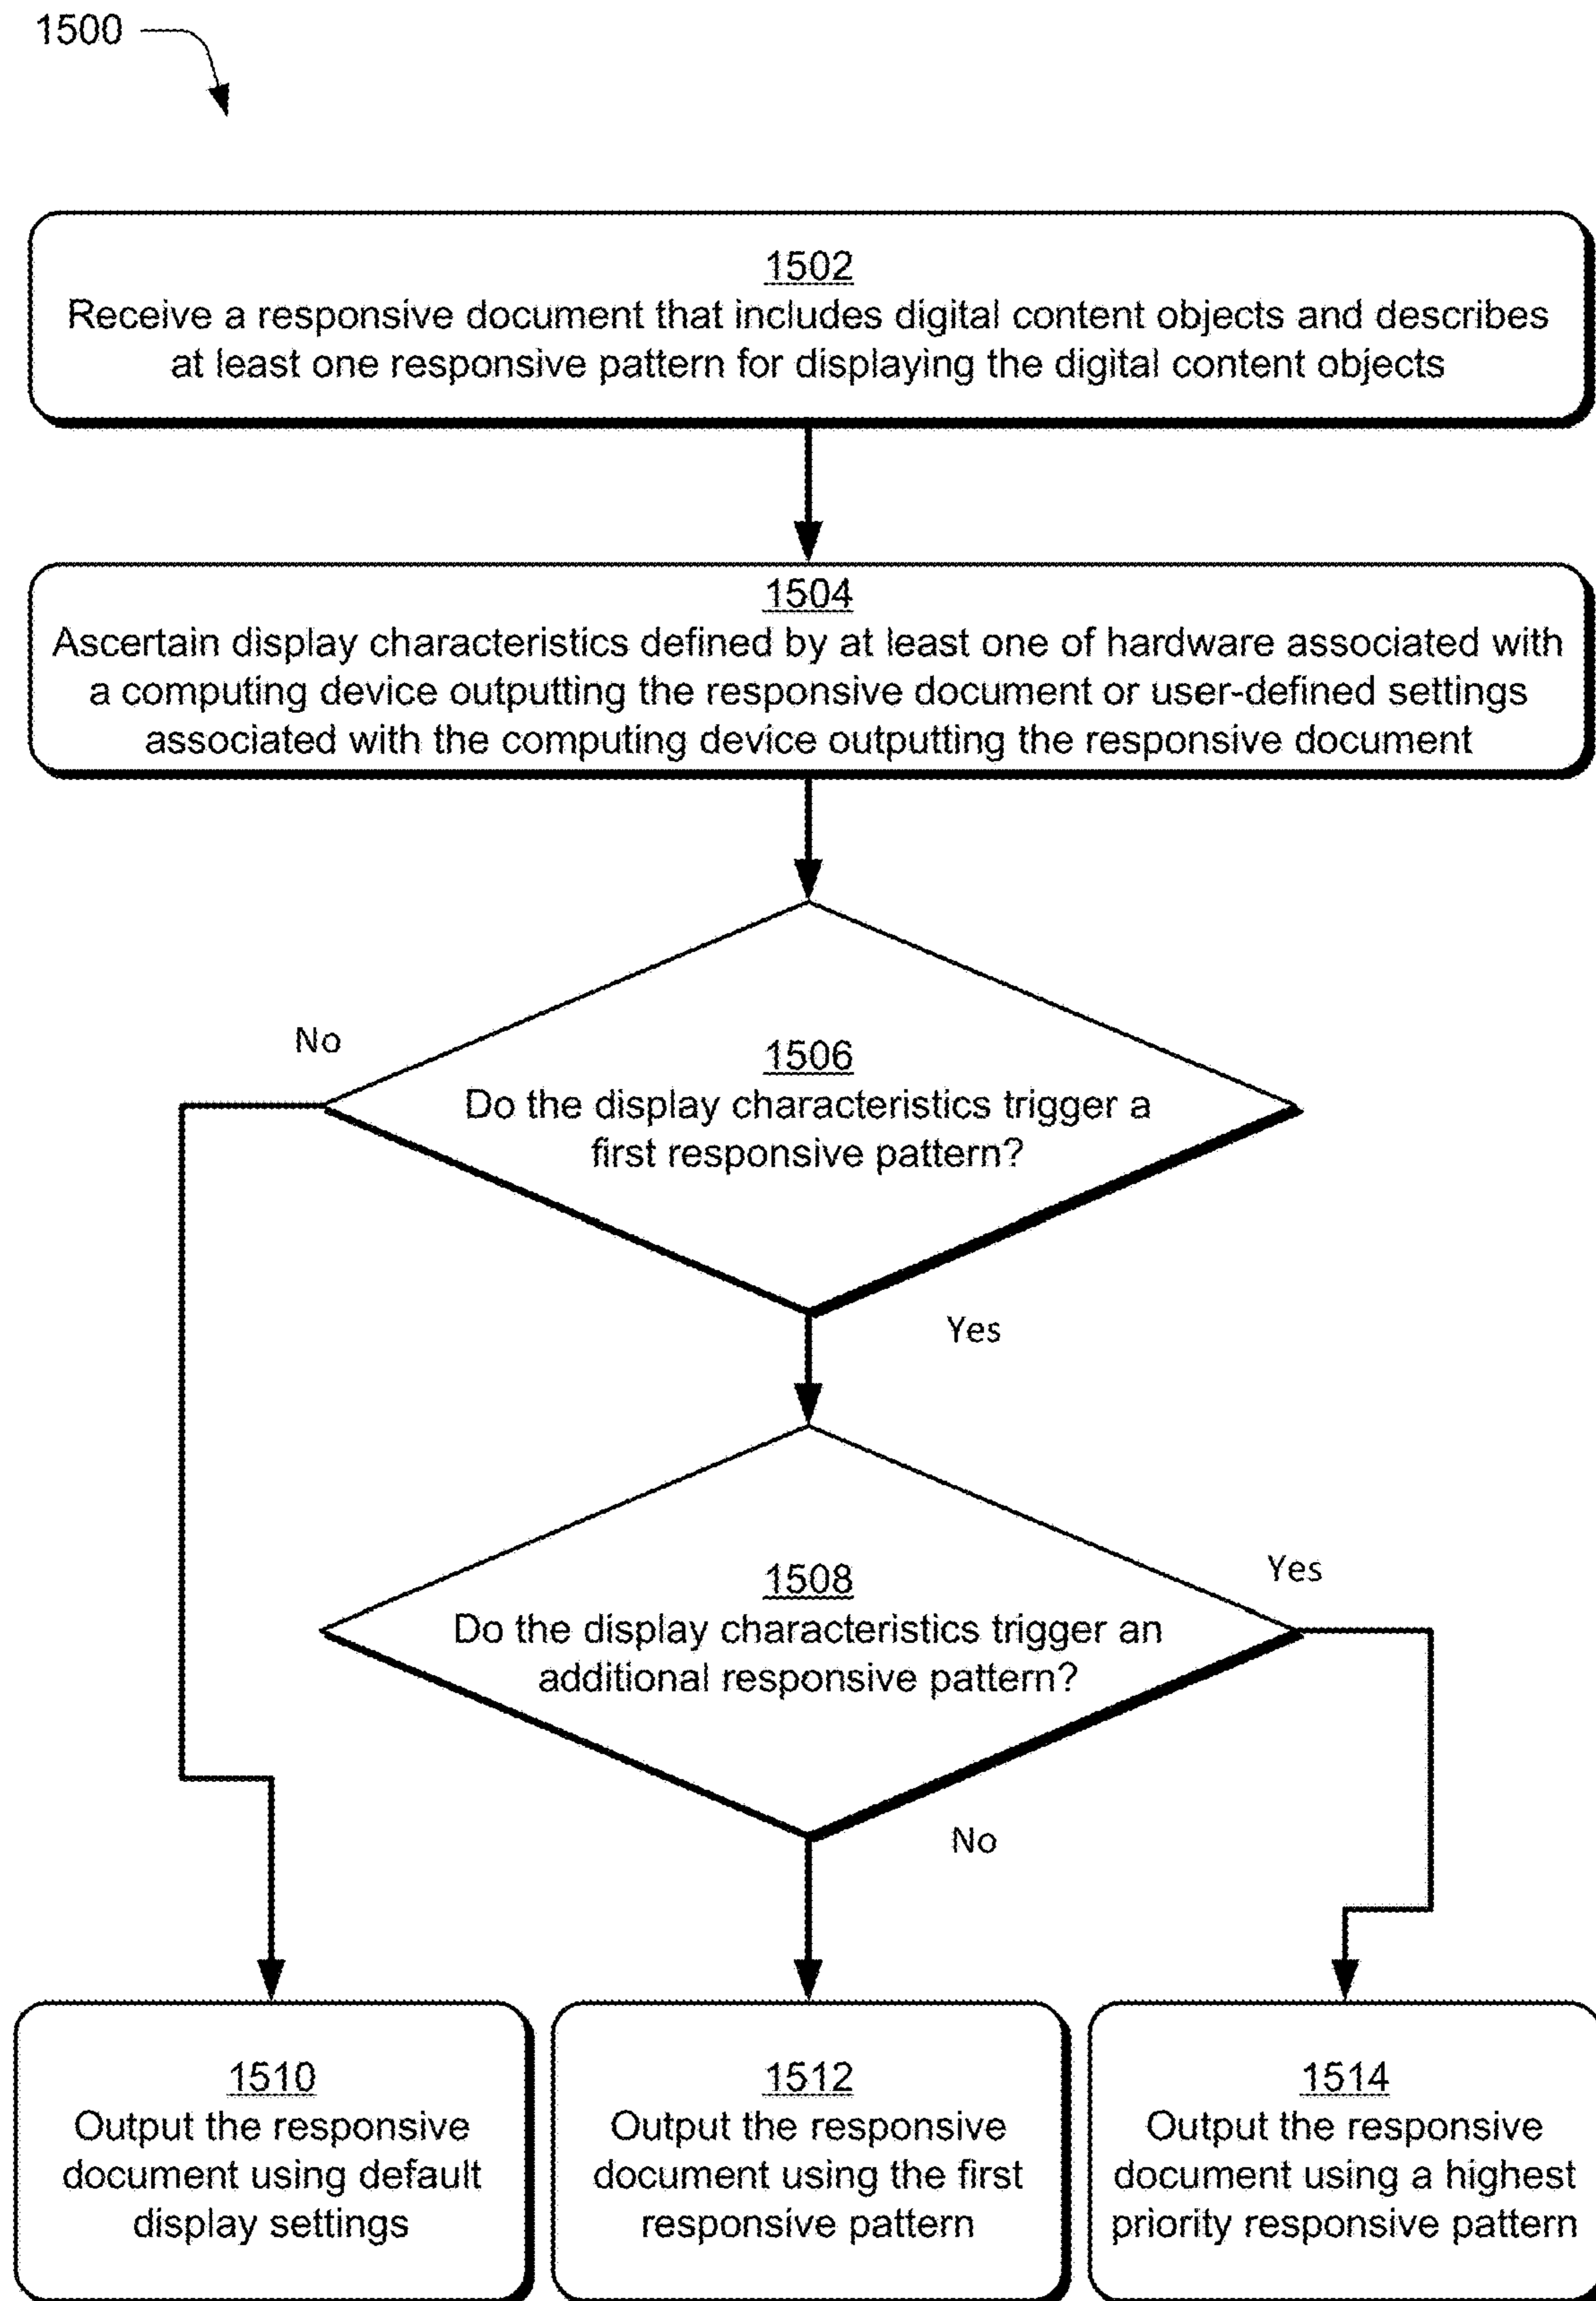 1500
1502
Receive a responsive document that includes digital content objects and describes
at least one responsive pattern for displaying the digital content objects
1504
Ascertain display characteristics defined by at least one of hardware associated with
a computing device outputting the responsive document or user-defined settings
associated with the computing device outputting the responsive document
No
1506
Do the display characteristics trigger a
first responsive pattern?
Yes
1508
Do the display characteristics trigger an
additional responsive pattern?
Yes
No
1510
Output the responsive
document using default
display settings
1512
Output the responsive
document using the first
responsive pattern
1514
Output the responsive
document using a highest
priority responsive pattern